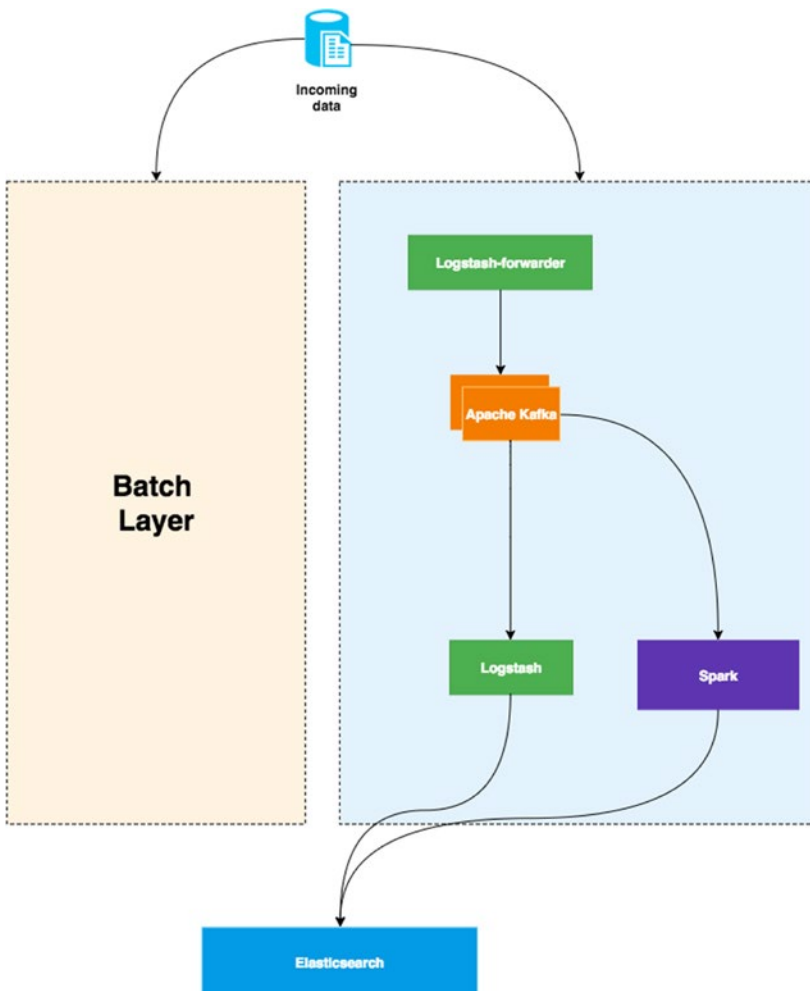 Incoming
data
Logstash-forwarder
Apache Kafka
Batch
Layer
Logstash
Spark
Elasticsearch